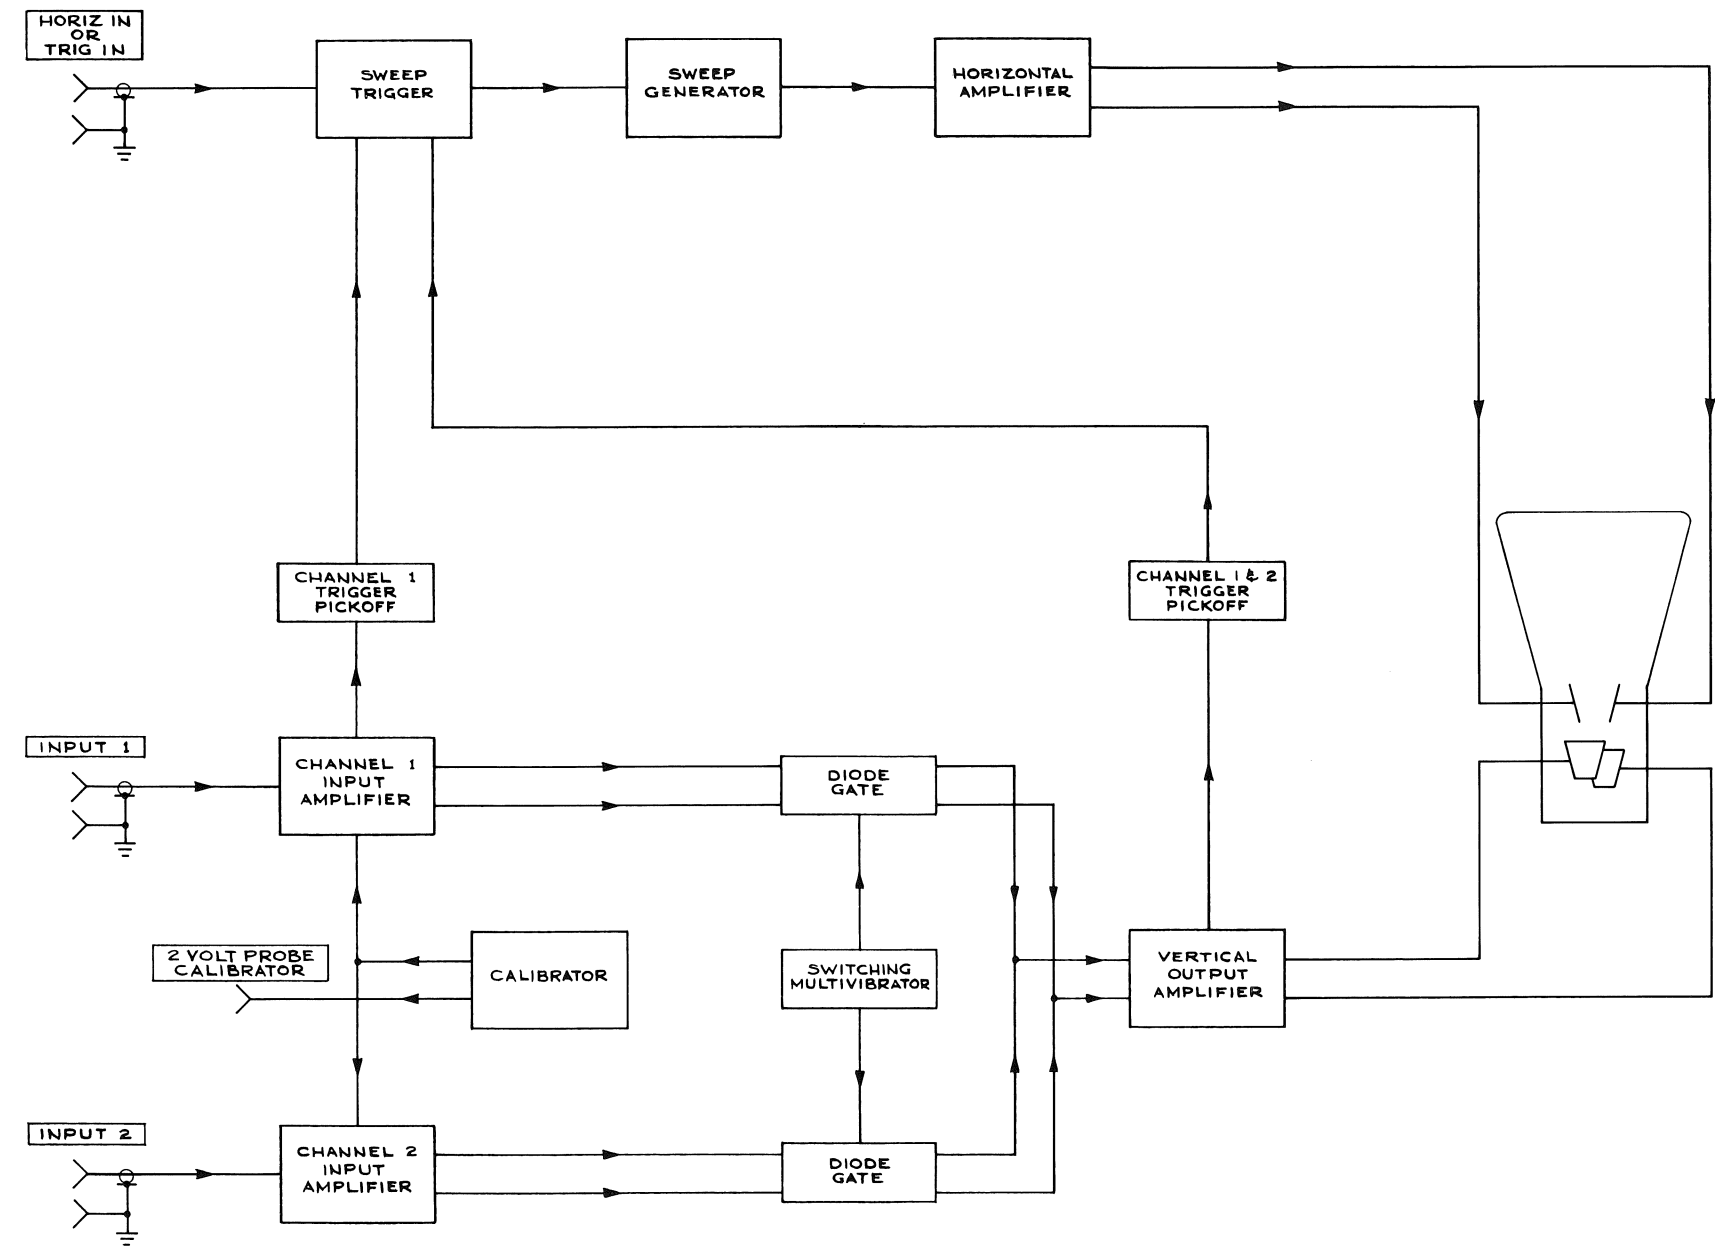 HORIZ IN
OR
TRIG IN
SWEEP
TRIGGER
SWEEP
GENERATOR
HORIZONTAL
AMPLIFIER
CHANNEL 1
TRIGGER
PICKOFF
CHANNEL 1 & 2
TRIGGER
PICKOFF
INPUT 1
CHANNEL 1
INPUT
AMPLIFIER
DIODE
GATE
2 VOLT PROBE
CALIBRATOR
CALIBRATOR
SWITCHING
MULTIVIBRATOR
VERTICAL
OUTPUT
AMPLIFIER
INPUT 2
CHANNEL 2
INPUT
AMPLIFIER
DIODE
GATE